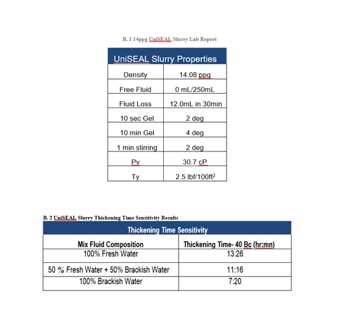 B. 1 14ppg UniSEAL Slurry Lab Report
UniSEAL Slurry Properties
Density 14.08 ppg
Free Fluid 0 mL/250mL
Fluid Loss 12.0mL in 30min
10 sec Gel 2 deg
10 min Gel 4 deg
1 min stirring 2 deg
Pv 30.7 cP
Ty 2.5 lbf/100ft²
B. 2 UniSEAL Slurry Thickening Time Sensitivity Results
Thickening Time Sensitivity
Mix Fluid Composition Thickening Time- 40 Bc (hr:mn)
100% Fresh Water 13:26
50 % Fresh Water + 50% Brackish Water 11:16
100% Brackish Water 7:20